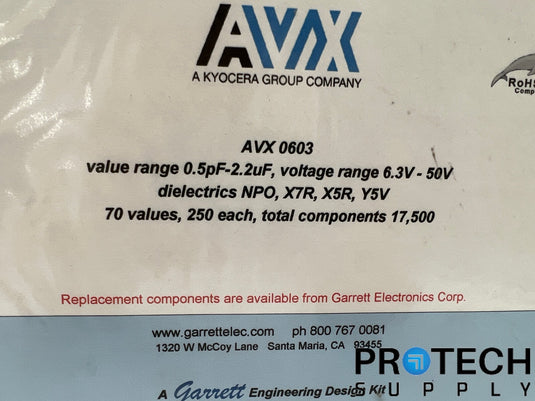 AVX
A KYOCERA GROUP COMPANY
RoHS
AVX 0603
value range 0.5pF-2.2uF, voltage range 6.3V - 50V
dielectrics NPO, X7R, X5R, Y5V
70 values, 250 each, total components 17,500
Replacement components are available from Garrett Electronics Corp.
www.garrettelec.com ph 800 767 0081
1320 W McCoy Lane Santa Maria, CA 93455
PROTECH
SUPPLY
A Garrett Engineering Design Kit